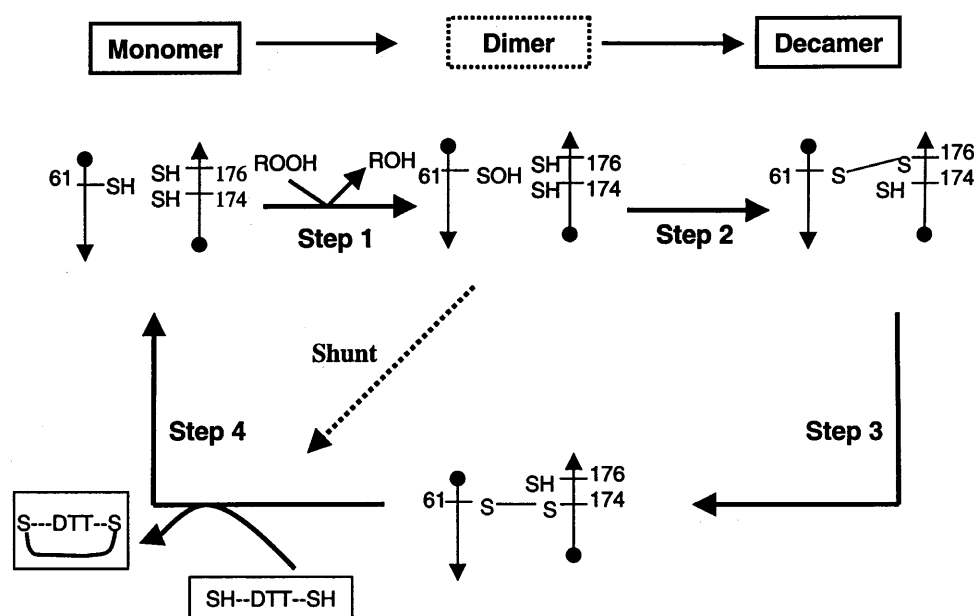 Monomer
Dimer
Decamer
61
SH
SH
176
SH
174
ROOH
ROH
Step 1
61
SOH
SH
176
SH
174
Step 2
61
S
S
176
SH
174
Shunt
Step 4
Step 3
61
S
SH
176
S
174
S---DTT--S
SH--DTT--SH